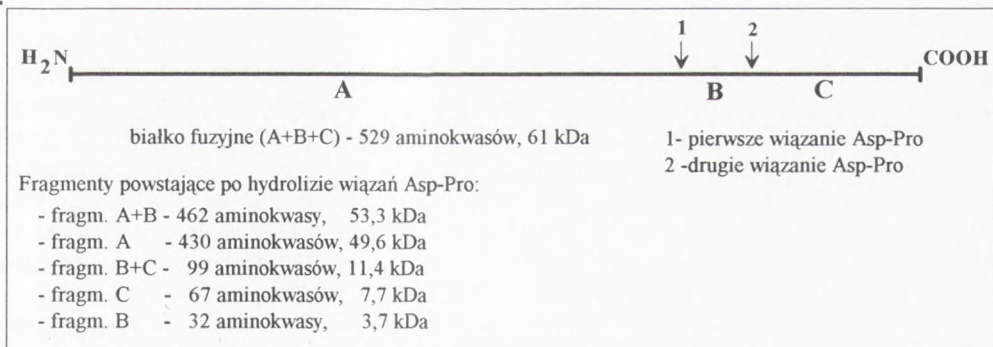 1 2
H2N COOH
A B C
białko fuzyjne (A+B+C) - 529 aminokwasów, 61 kDa 1- pierwsze wiązanie Asp-Pro
2 -drugie wiązanie Asp-Pro
Fragmenty powstające po hydrolizie wiązań Asp-Pro:
- fragm. A+B - 462 aminokwasy, 53,3 kDa
- fragm. A - 430 aminokwasów, 49,6 kDa
- fragm. B+C - 99 aminokwasów, 11,4 kDa
- fragm. C - 67 aminokwasów, 7,7 kDa
- fragm. B - 32 aminokwasy, 3,7 kDa